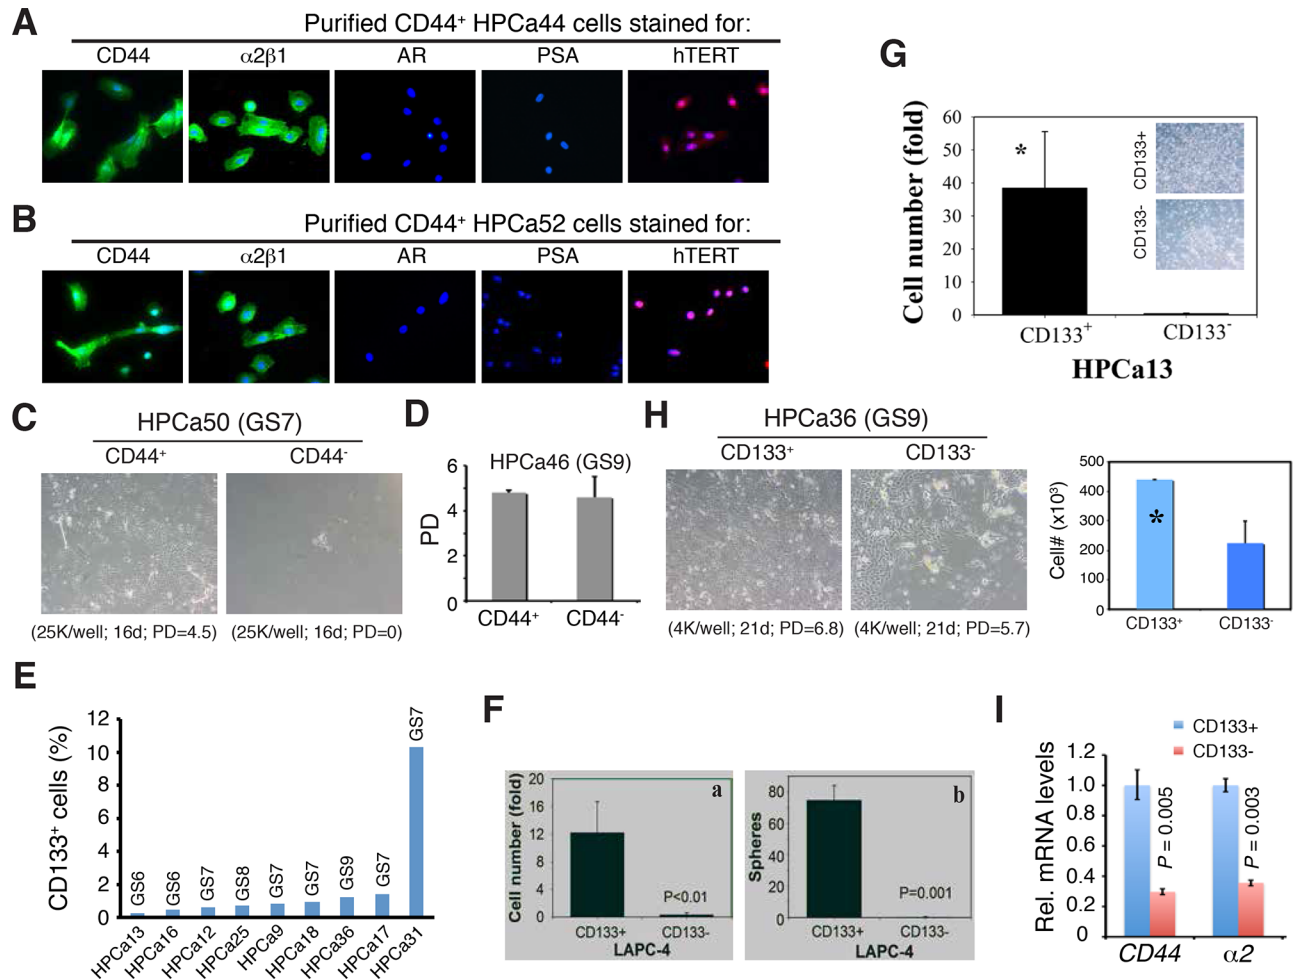 A
Purified CD44⁺ HPCa44 cells stained for:
CD44 α2β1 AR PSA hTERT
B
Purified CD44⁺ HPCa52 cells stained for:
CD44 α2β1 AR PSA hTERT
C
HPCa50 (GS7)
CD44⁺ CD44⁻
(25K/well; 16d; PD=4.5) (25K/well; 16d; PD=0)
D
HPCa46 (GS9)
PD
6
4
2
0
CD44⁺ CD44⁻
E
CD133⁺ cells (%)
12
10
8
6
4
2
0
GS6 GS6 GS7 GS8 GS7 GS7 GS9 GS7 GS7
HPCa13 HPCa16 HPCa12 HPCa25 HPCa9 HPCa18 HPCa36 HPCa17 HPCa31
F
a
Cell number (fold)
20
16
12
8
4
0
P<0.01
CD133+ CD133-
LAPC-4
b
Spheres
80
60
40
20
0
P=0.001
CD133+ CD133-
LAPC-4
G
Cell number (fold)
60
50
40
30
20
10
0
*
CD133+
CD133-
CD133⁺ CD133⁻
HPCa13
H
HPCa36 (GS9)
CD133⁺ CD133⁻
(4K/well; 21d; PD=6.8) (4K/well; 21d; PD=5.7)
Cell# (x10³)
500
400
300
200
100
0
*
CD133⁺ CD133⁻
I
CD133+
CD133-
Rel. mRNA levels
1.2
1.0
0.8
0.6
0.4
0.2
0
P = 0.005
P = 0.003
CD44 α2